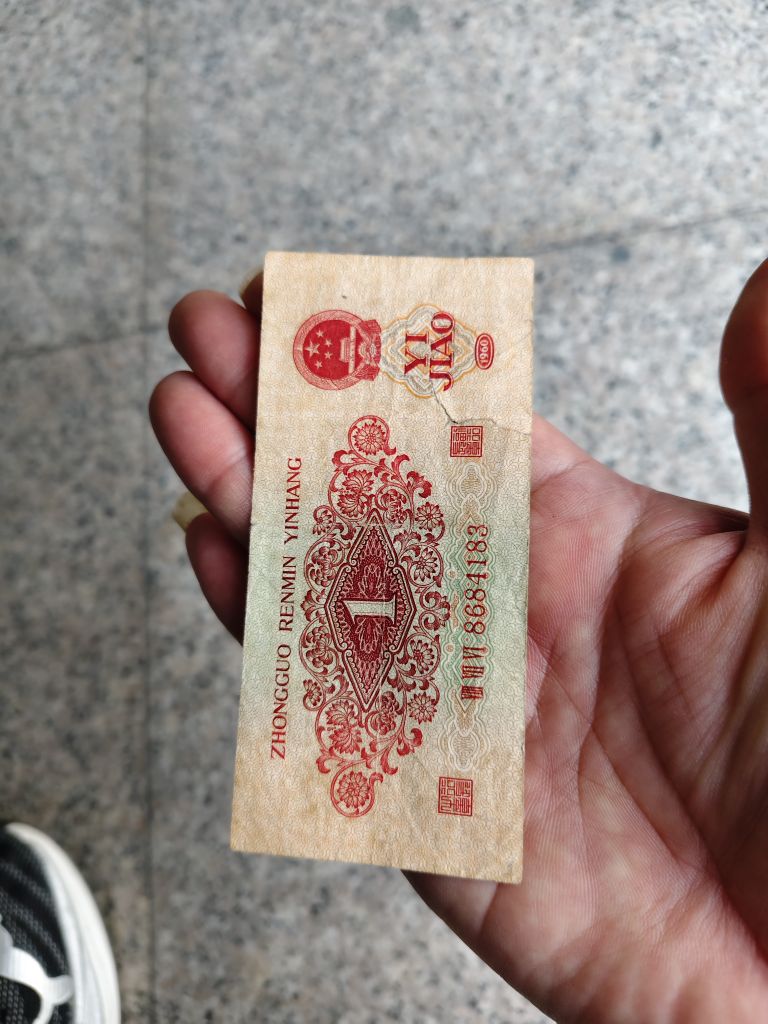 ZHONGGUO RENMIN YINHANG
1
YI
JIAO
1960
8684183